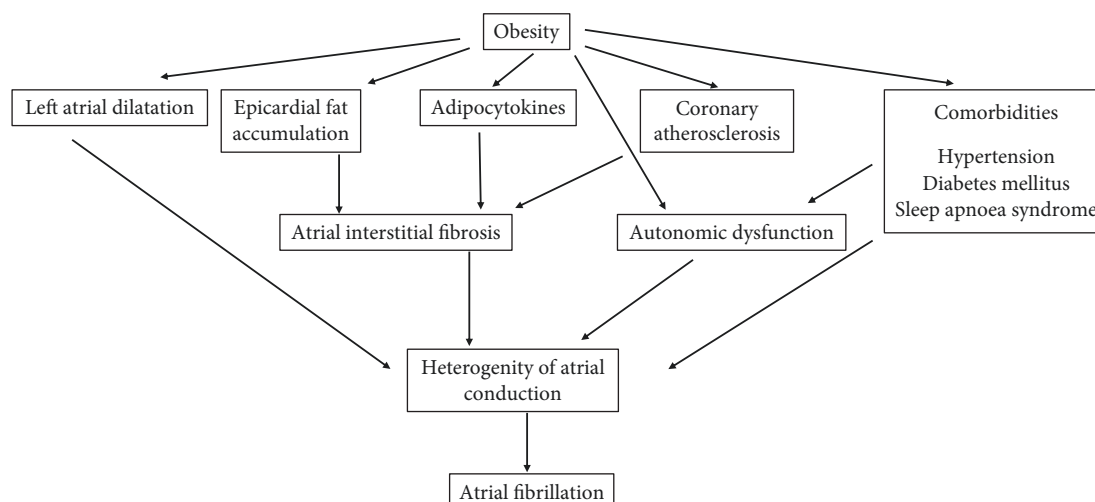 Obesity
Left atrial dilatation
Epicardial fat
accumulation
Adipocytokines
Coronary
atherosclerosis
Comorbidities
Hypertension
Diabetes mellitus
Sleep apnoea syndrome
Atrial interstitial fibrosis
Autonomic dysfunction
Heterogenity of atrial
conduction
Atrial fibrillation